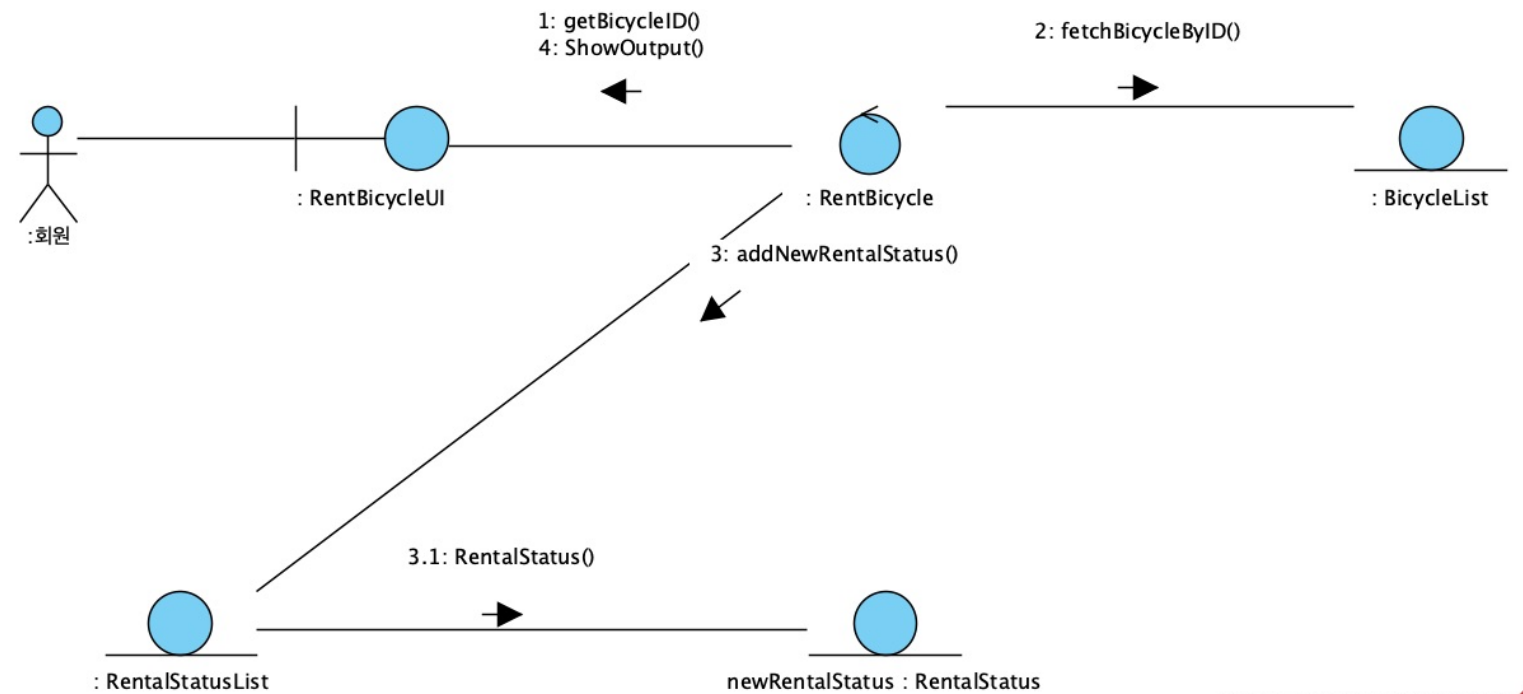 1: getBicycleID()
4: ShowOutput()
2: fetchBicycleByID()
: RentBicycleUI
: RentBicycle
: BicycleList
:회원
3: addNewRentalStatus()
3.1: RentalStatus()
: RentalStatusList
newRentalStatus : RentalStatus